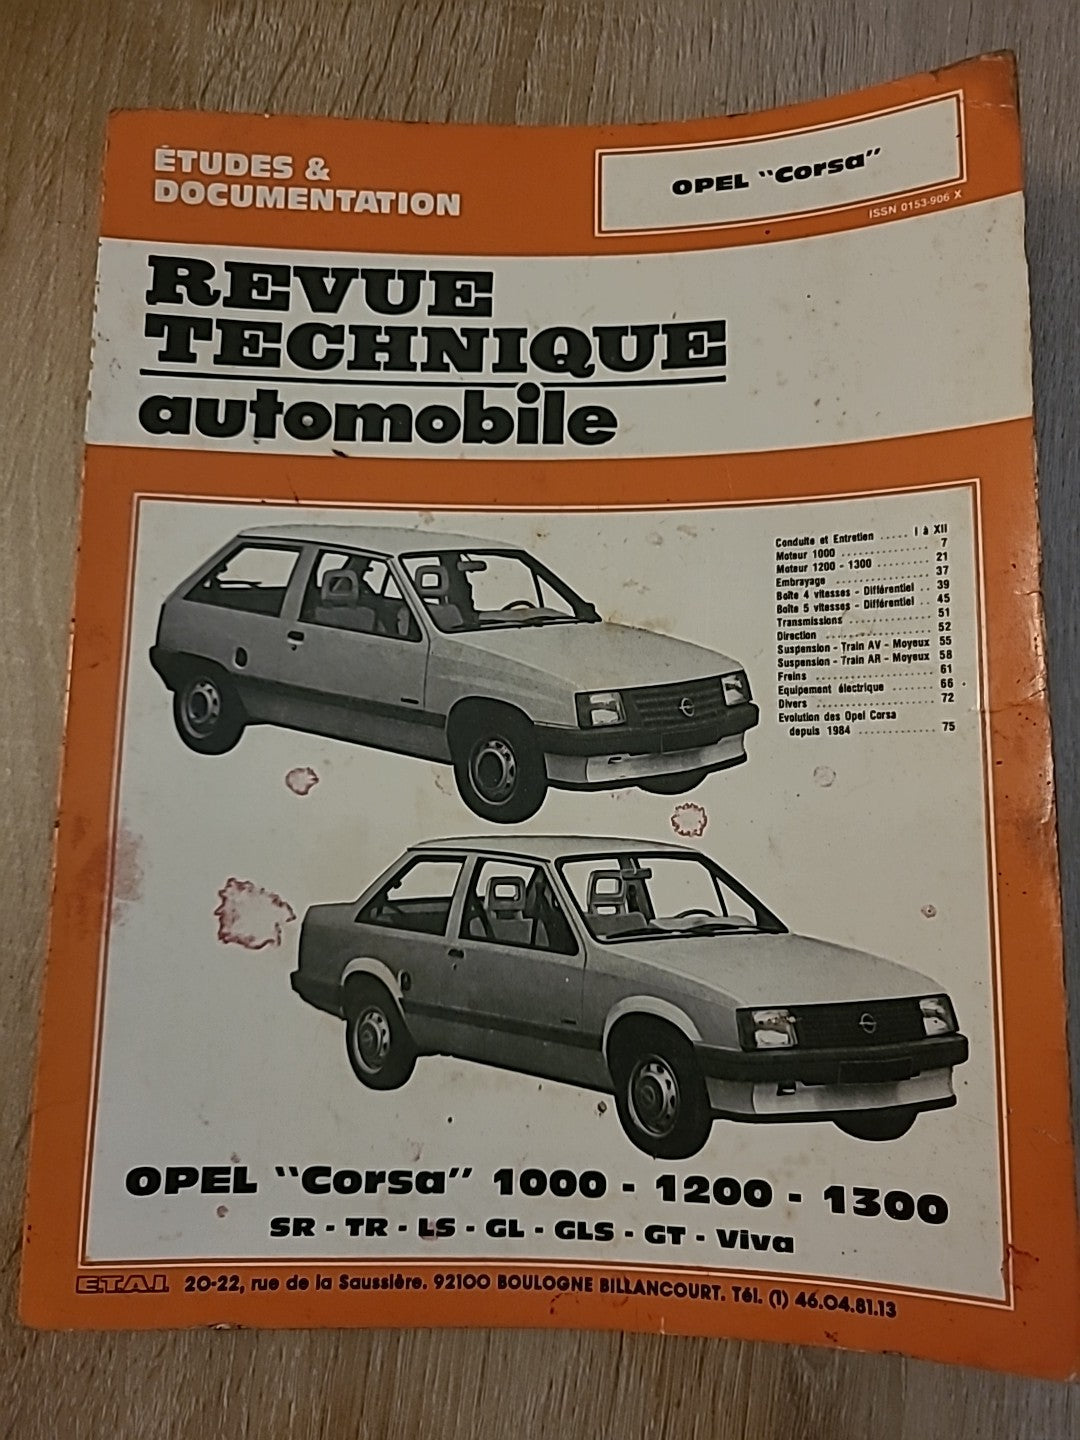 ÉTUDES &
DOCUMENTATION
OPEL "Corsa"
ISSN 0153-906 X
REVUE
TECHNIQUE
automobile
Conduite et Entretien ..... I à XII
Moteur 1000 .............. 7
Moteur 1200 - 1300 ........ 21
Embrayage ............... 37
Boîte 4 vitesses - Différentiel .. 39
Boîte 5 vitesses - Différentiel .. 45
Transmissions ............. 51
Direction ................. 52
Suspension - Train AV - Moyeux 55
Suspension - Train AR - Moyeux 58
Freins .................... 61
Equipement électrique ....... 66
Divers .................... 72
Evolution des Opel Corsa
depuis 1984 ............. 75
OPEL "Corsa" 1000 - 1200 - 1300
SR - TR - LS - GL - GLS - GT - Viva
E.T.A.I. 20-22, rue de la Saussière. 92100 BOULOGNE BILLANCOURT. Tél. (1) 46.04.81.13